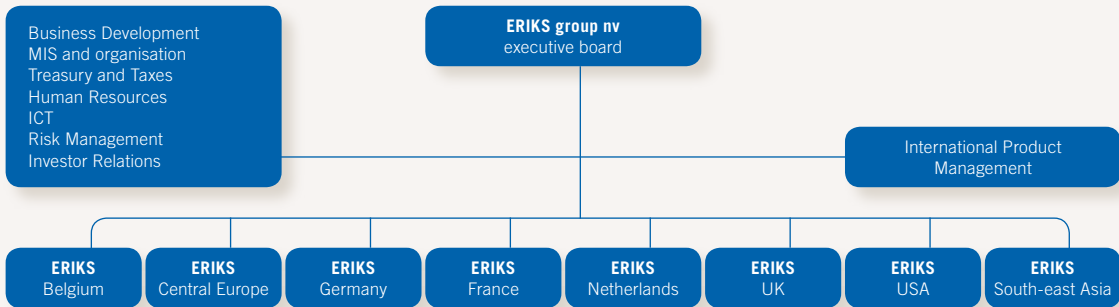 Business Development
MIS and organisation
Treasury and Taxes
Human Resources
ICT
Risk Management
Investor Relations
ERIKS group nv
executive board
International Product
Management
ERIKS
Belgium
ERIKS
Central Europe
ERIKS
Germany
ERIKS
France
ERIKS
Netherlands
ERIKS
UK
ERIKS
USA
ERIKS
South-east Asia